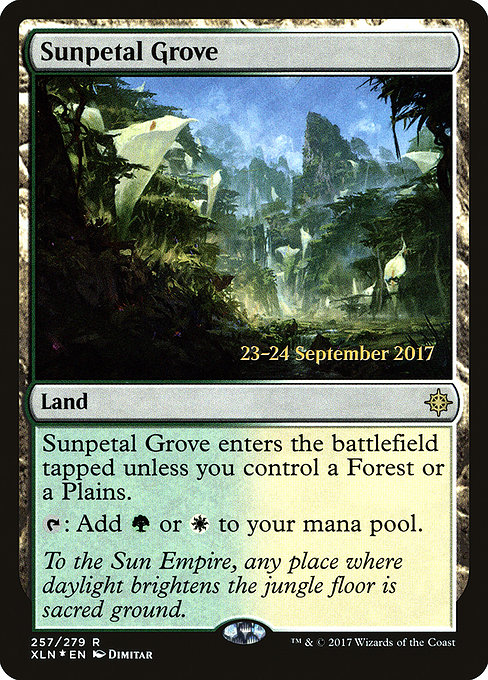 Sunpetal Grove
23–24 September 2017
Land
Sunpetal Grove enters the battlefield
tapped unless you control a Forest or
a Plains.
: Add or to your mana pool.
To the Sun Empire, any place where
daylight brightens the jungle floor is
sacred ground.
257/279 R
XLN ★ EN Dimitar
™ & © 2017 Wizards of the Coast